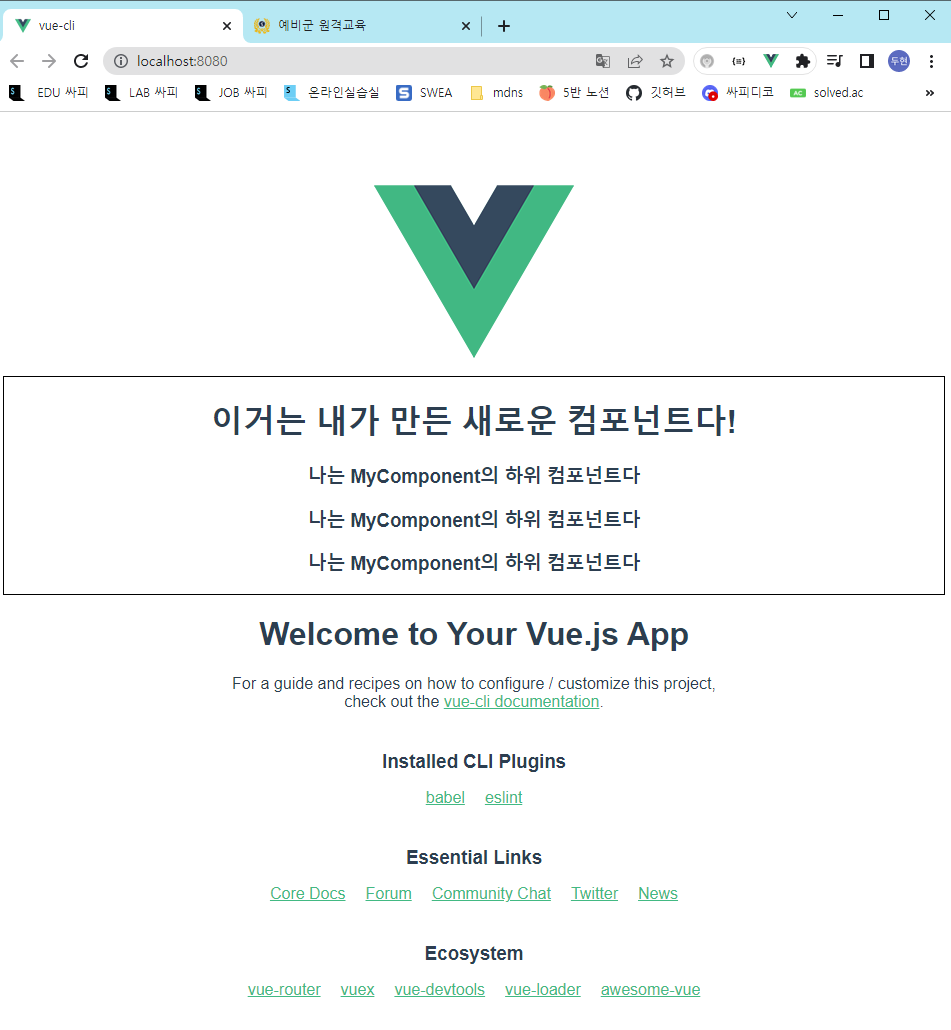 vue-cli
예비군 원격교육
localhost:8080
두현
EDU 싸피
LAB 싸피
JOB 싸피
온라인실습실
SWEA
mdns
5반 노션
깃허브
싸피디코
AC
solved.ac
이거는 내가 만든 새로운 컴포넌트다!
나는 MyComponent의 하위 컴포넌트다
나는 MyComponent의 하위 컴포넌트다
나는 MyComponent의 하위 컴포넌트다
Welcome to Your Vue.js App
For a guide and recipes on how to configure / customize this project,
check out the vue-cli documentation.
Installed CLI Plugins
babel eslint
Essential Links
Core Docs Forum Community Chat Twitter News
Ecosystem
vue-router vuex vue-devtools vue-loader awesome-vue